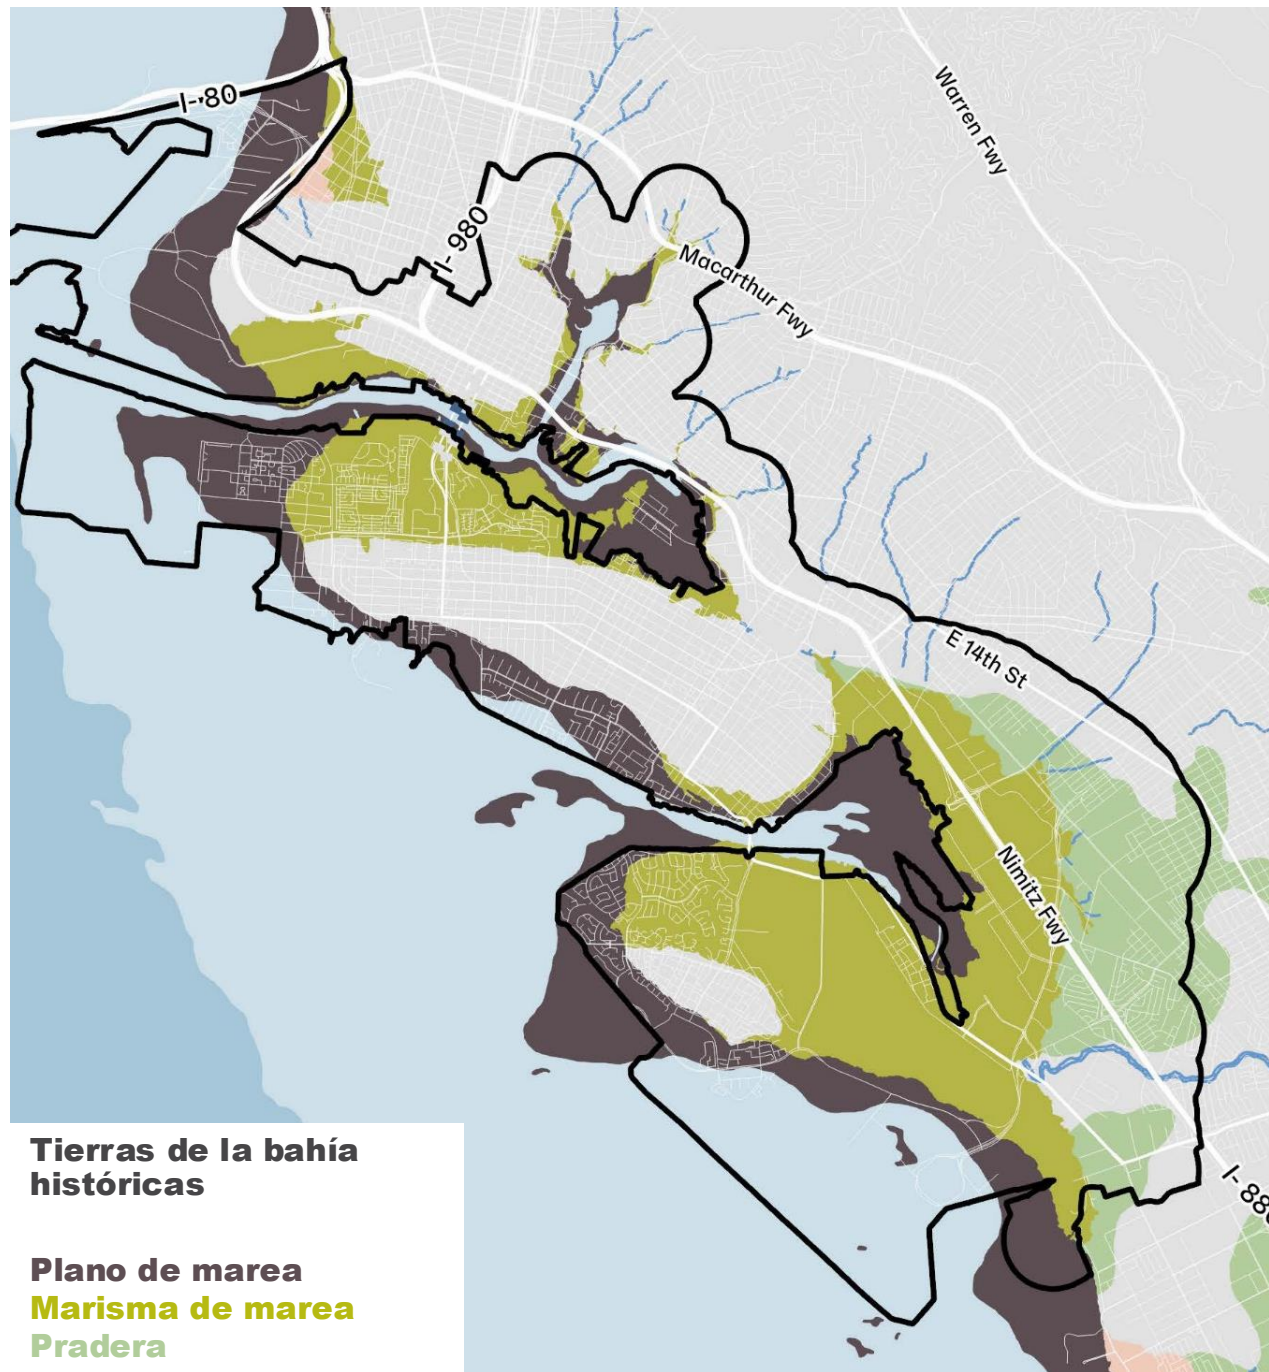 I-80
Warren Fwy
I-980
Macarthur Fwy
E 14th St
Nimitz Fwy
I-880
Tierras de la bahía
históricas
Plano de marea
Marisma de marea
Pradera